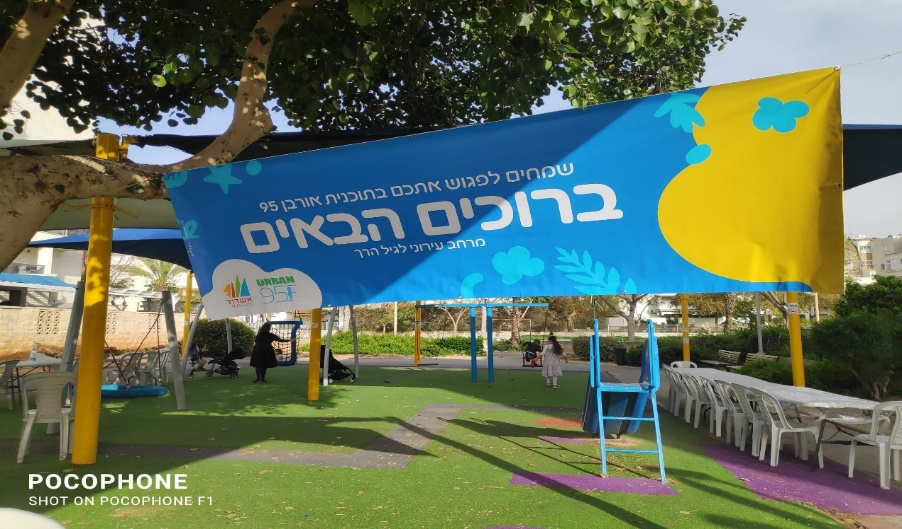 שמחים לפגוש אתכם בתוכנית אורבן 95
ברוכים הבאים
מרחב עירוני לגיל הרך
אשדוד
URBAN
95
POCOPHONE
SHOT ON POCOPHONE F1